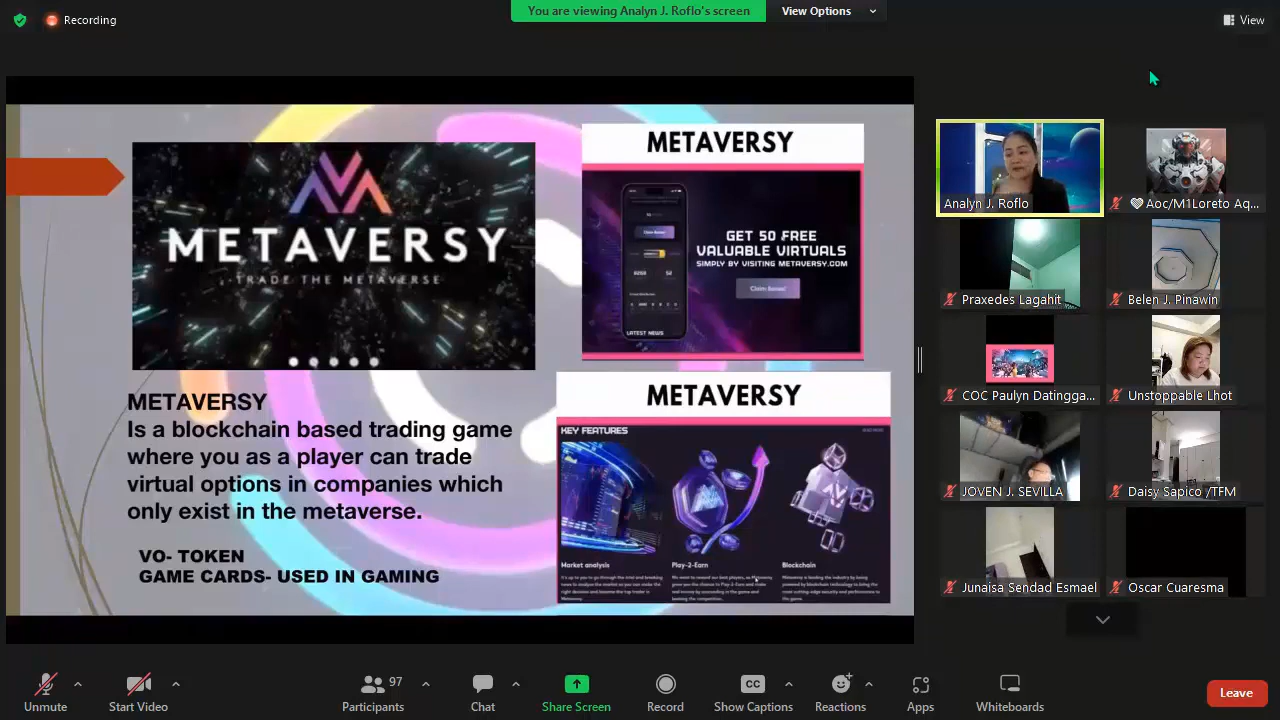 Recording
You are viewing Analyn J. Roflo's screen
View Options
View
METAVERSY
TRADE THE METAVERSE
METAVERSY
GET 50 FREE
VALUABLE VIRTUALS
SIMPLY BY VISITING METAVERSY.COM
Claim Bonus!
LATEST NEWS
METAVERSY
Is a blockchain based trading game
where you as a player can trade
virtual options in companies which
only exist in the metaverse.
VO- TOKEN
GAME CARDS- USED IN GAMING
METAVERSY
KEY FEATURES
Market analysis
Play-2-Earn
Blockchain
Analyn J. Roflo
Aoc/M1Loreto Aq...
Praxedes Lagahit
Belen J. Pinawin
COC Paulyn Datingga...
Unstoppable Lhot
JOVEN J. SEVILLA
Daisy Sapico /TFM
Cuaresma
Unmute
Start Video
97
Participants
Chat
Share Screen
Record
CC
Show Captions
Reactions
Apps
Whiteboards
Leave